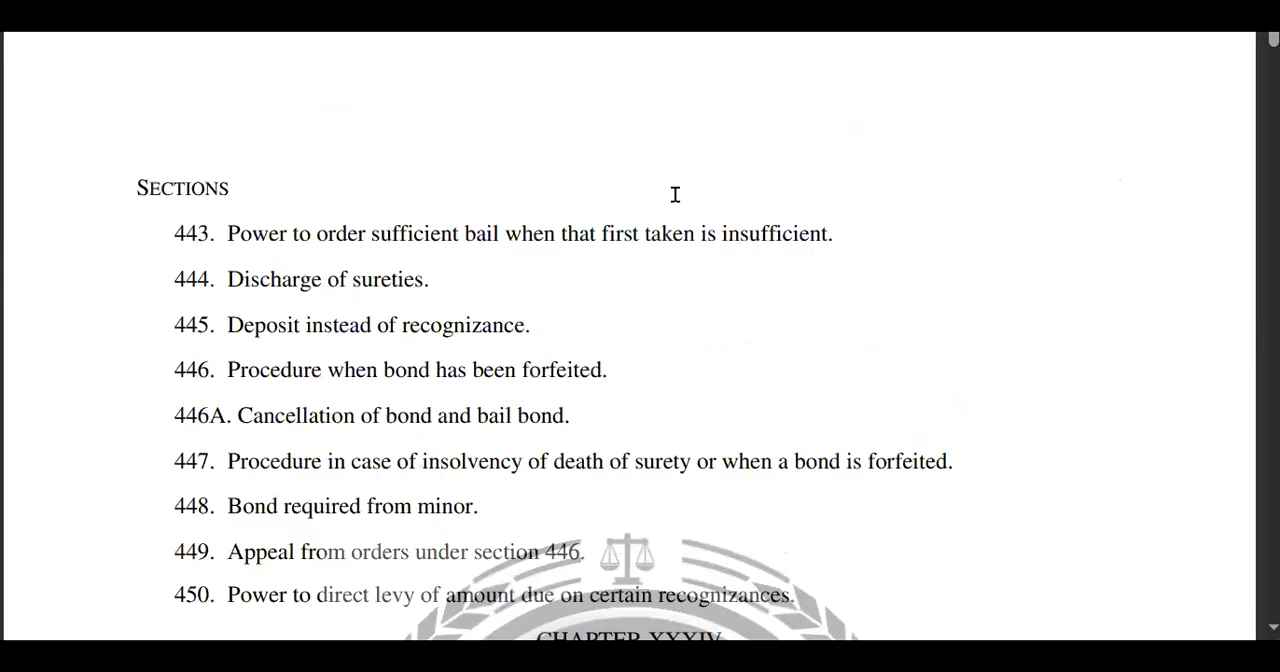 SECTIONS
443. Power to order sufficient bail when that first taken is insufficient.
444. Discharge of sureties.
445. Deposit instead of recognizance.
446. Procedure when bond has been forfeited.
446A. Cancellation of bond and bail bond.
447. Procedure in case of insolvency of death of surety or when a bond is forfeited.
448. Bond required from minor.
449. Appeal from orders under section 446.
450. Power to direct levy of amount due on certain recognizances.
CHAPTER XXXIV